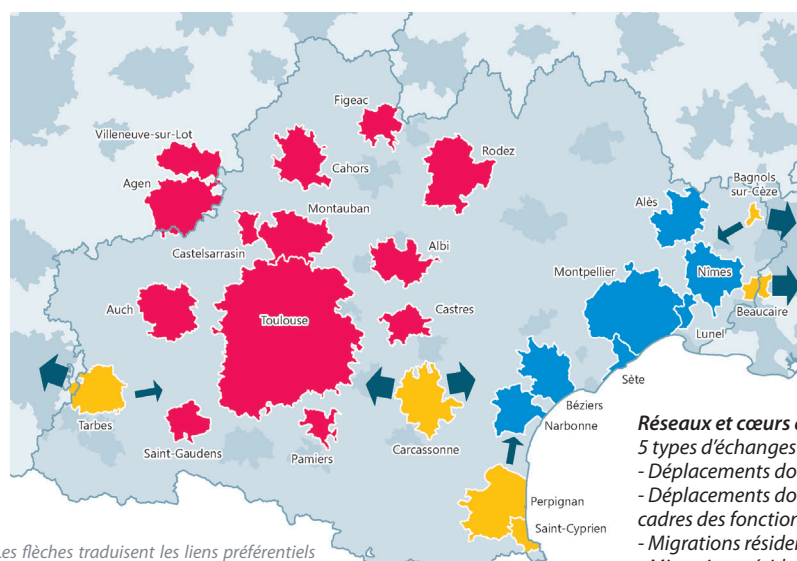 Figeac
Villeneuve-sur-Lot
Rodez
Cahors
Agen
Bagnols
sur-Cèze
Alès
Montauban
Castelsarrasin
Albi
Montpellier
Nîmes
Auch
Toulouse
Castres
Beaucaire
Lunel
Sète
Béziers
Tarbes
Narbonne
Carcassonne
Saint-Gaudens
Pamiers
Perpignan
Saint-Cyprien
Réseaux et cœurs
5 types d’échanges
- Déplacements do
- Déplacements do
cadres des fonction
- Migrations résider
Les flèches traduisent les liens préférentiels